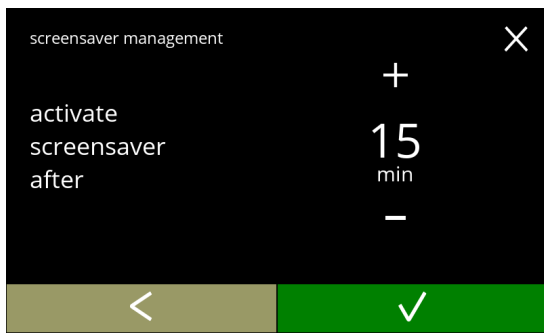 screensaver management
activate
screensaver
after
+
15
min
-